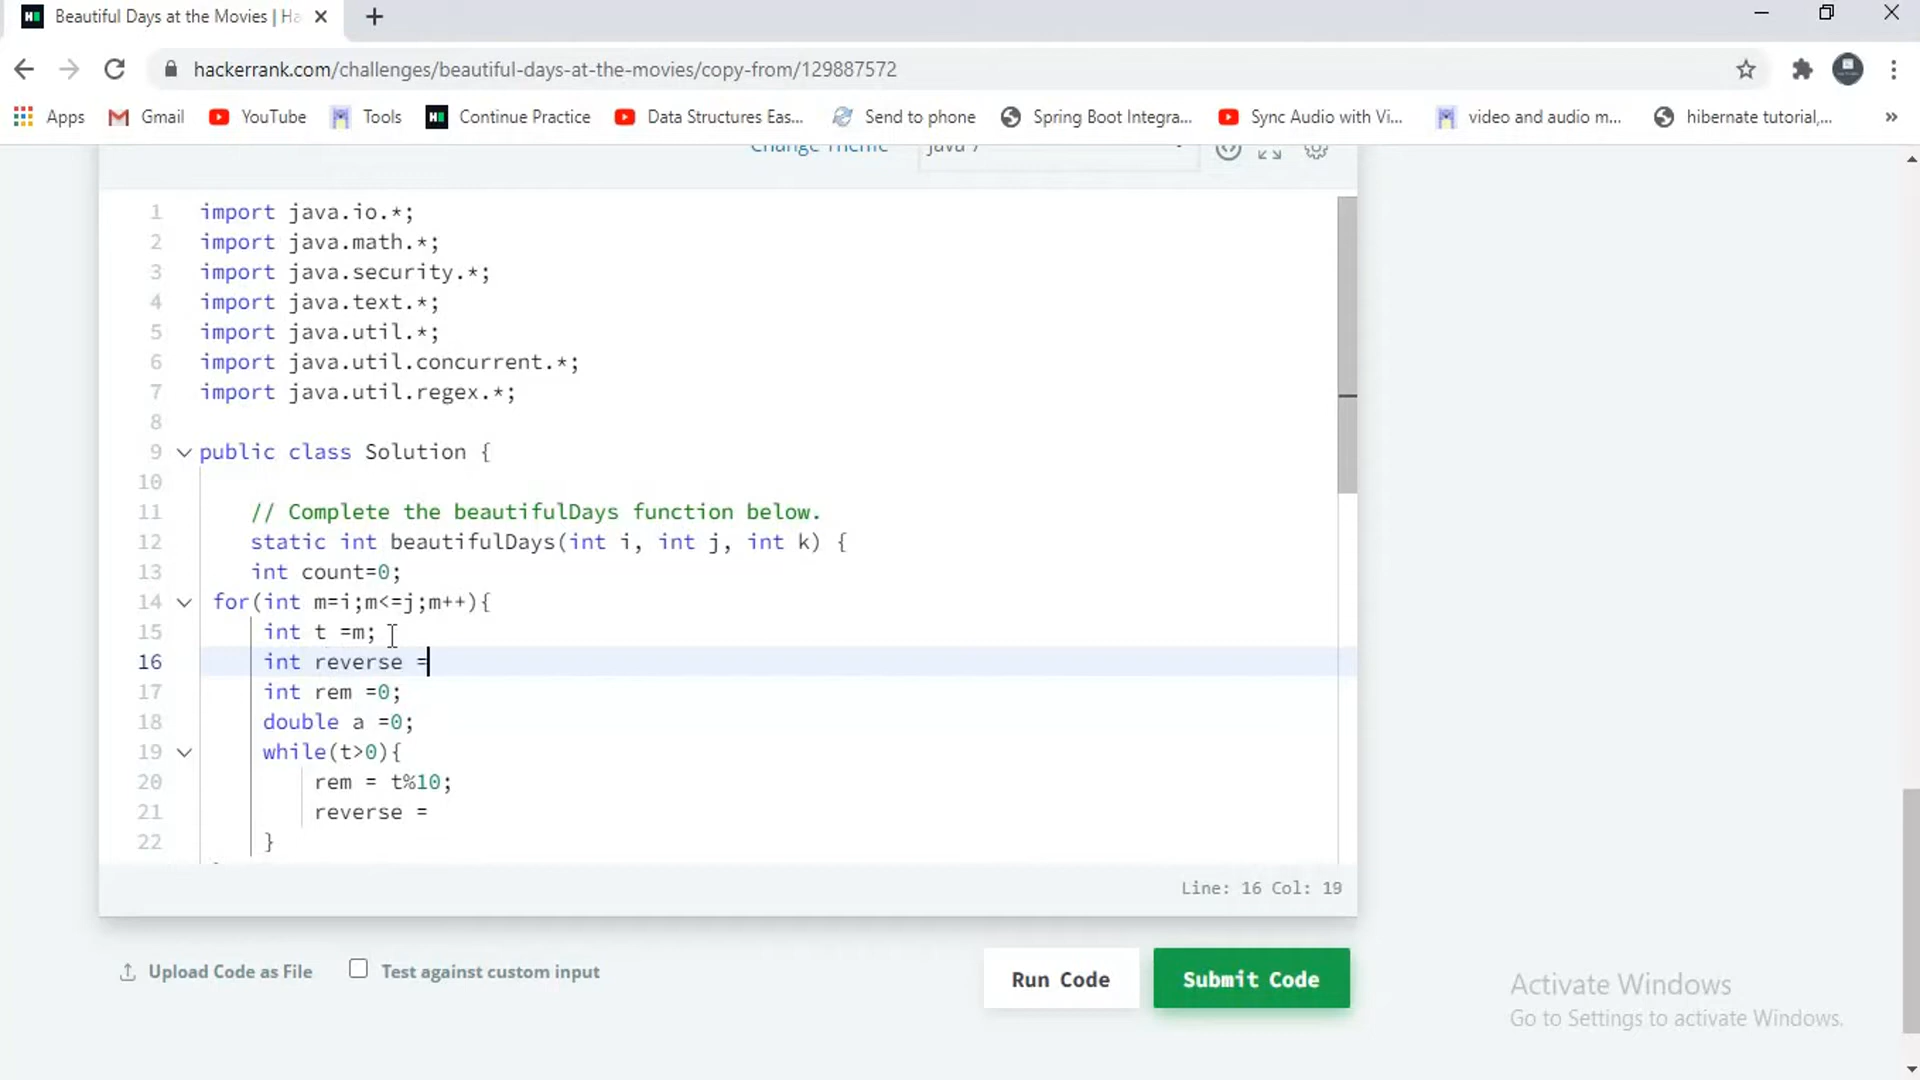 Beautiful Days at the Movies | Ha
hackerrank.com/challenges/beautiful-days-at-the-movies/copy-from/129887572
Apps Gmail YouTube Tools Continue Practice Data Structures Eas... Send to phone Spring Boot Integra... Sync Audio with Vi... video and audio m... hibernate tutorial,... »
Change Theme Java 7
1 import java.io.*;
2 import java.math.*;
3 import java.security.*;
4 import java.text.*;
5 import java.util.*;
6 import java.util.concurrent.*;
7 import java.util.regex.*;
8
9 public class Solution {
10
11 // Complete the beautifulDays function below.
12 static int beautifulDays(int i, int j, int k) {
13 int count=0;
14 for(int m=i;m<=j;m++){
15 int t =m;
16 int reverse =
17 int rem =0;
18 double a =0;
19 while(t>0){
20 rem = t%10;
21 reverse =
22 }
Line: 16 Col: 19
Upload Code as File Test against custom input Run Code Submit Code
Activate Windows
Go to Settings to activate Windows.